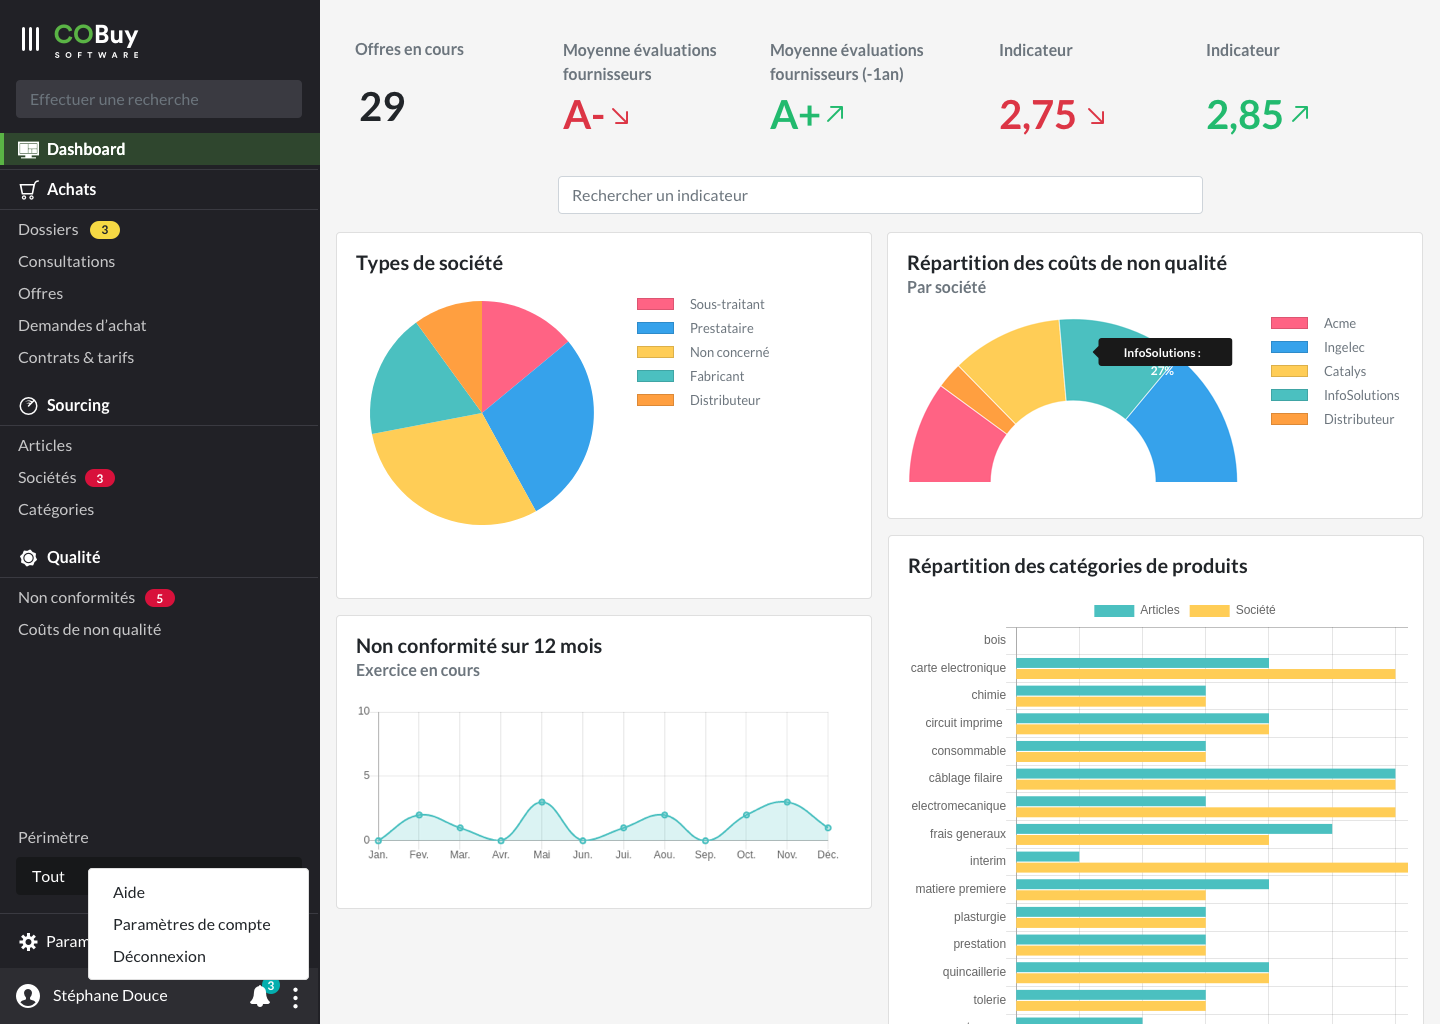 COBuy
SOFTWARE
Effectuer une recherche
Dashboard
Achats
Dossiers 3
Consultations
Offres
Demandes d’achat
Contrats & tarifs
Sourcing
Articles
Sociétés 3
Catégories
Qualité
Non conformités 5
Coûts de non qualité
Périmètre
Tout
Aide
Paramètres de compte
Déconnexion
Param
Stéphane Douce
3
Offres en cours
29
Moyenne évaluations
fournisseurs
A-
Moyenne évaluations
fournisseurs (-1an)
A+
Indicateur
2,75
Indicateur
2,85
Rechercher un indicateur
Types de société
Sous-traitant
Prestataire
Non concerné
Fabricant
Distributeur
Répartition des coûts de non qualité
Par société
InfoSolutions :
27%
Acme
Ingelec
Catalys
InfoSolutions
Distributeur
Non conformité sur 12 mois
Exercice en cours
10
5
0
Jan. Fev. Mar. Avr. Mai Jun. Jui. Aou. Sep. Oct. Nov. Déc.
Répartition des catégories de produits
Articles Société
bois
carte electronique
chimie
circuit imprime
consommable
câblage filaire
electromecanique
frais generaux
interim
matiere premiere
plasturgie
prestation
quincaillerie
tolerie